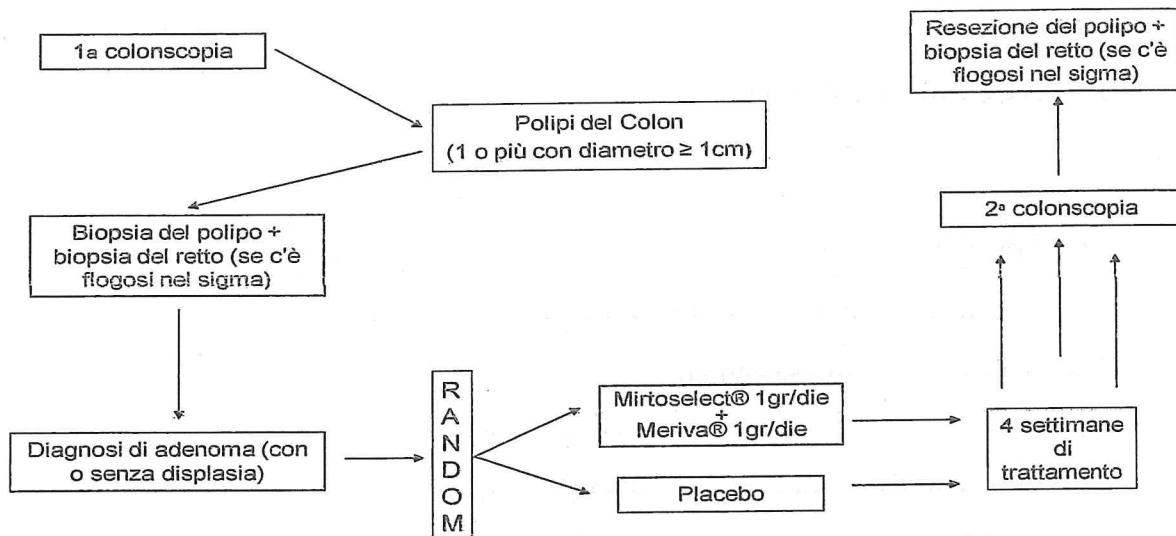 1a colonscopia
Polipi del Colon
(1 o più con diametro ≥ 1cm)
Biopsia del polipo +
biopsia del retto (se c'è
flogosi nel sigma)
Diagnosi di adenoma (con
o senza displasia)
RANDOM
Mirtoselect® 1gr/die
+
Meriva® 1gr/die
Placebo
4 settimane
di
trattamento
2ª colonscopia
Resezione del polipo +
biopsia del retto (se c'è
flogosi nel sigma)